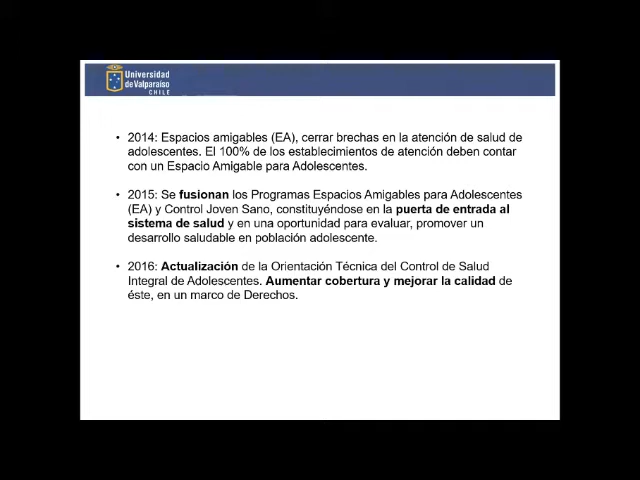 Universidad
de Valparaíso
CHILE
• 2014: Espacios amigables (EA), cerrar brechas en la atención de salud de
adolescentes. El 100% de los establecimientos de atención deben contar
con un Espacio Amigable para Adolescentes.
• 2015: Se fusionan los Programas Espacios Amigables para Adolescentes
(EA) y Control Joven Sano, constituyéndose en la puerta de entrada al
sistema de salud y en una oportunidad para evaluar, promover un
desarrollo saludable en población adolescente.
• 2016: Actualización de la Orientación Técnica del Control de Salud
Integral de Adolescentes. Aumentar cobertura y mejorar la calidad de
éste, en un marco de Derechos.